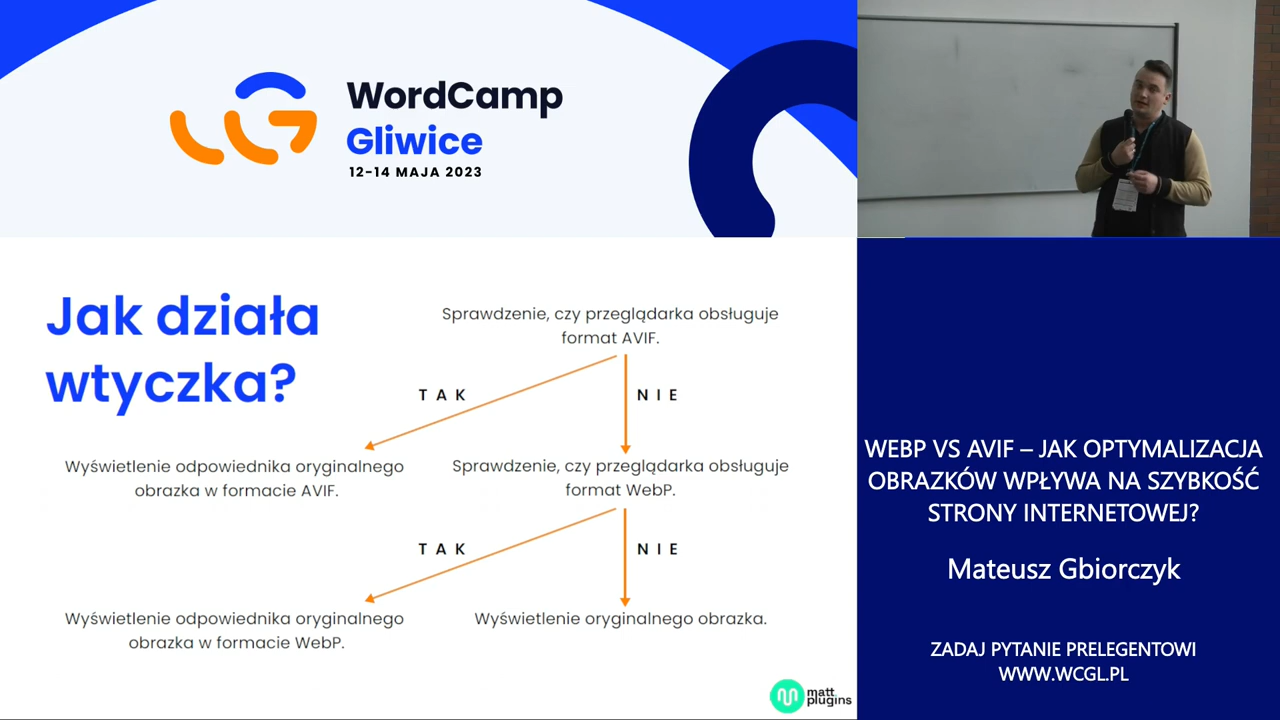 WordCamp
Gliwice
12-14 MAJA 2023
Jak działa
wtyczka?
Sprawdzenie, czy przeglądarka obsługuje
format AVIF.
TAK
NIE
Wyświetlenie odpowiednika oryginalnego
obrazka w formacie AVIF.
Sprawdzenie, czy przeglądarka obsługuje
format WebP.
TAK
NIE
Wyświetlenie odpowiednika oryginalnego
obrazka w formacie WebP.
Wyświetlenie oryginalnego obrazka.
matt
plugins
WEBP VS AVIF – JAK OPTYMALIZACJA
OBRAZKÓW WPŁYWA NA SZYBKOŚĆ
STRONY INTERNETOWEJ?
Mateusz Gbiorczyk
ZADAJ PYTANIE PRELEGENTOWI
WWW.WCGL.PL